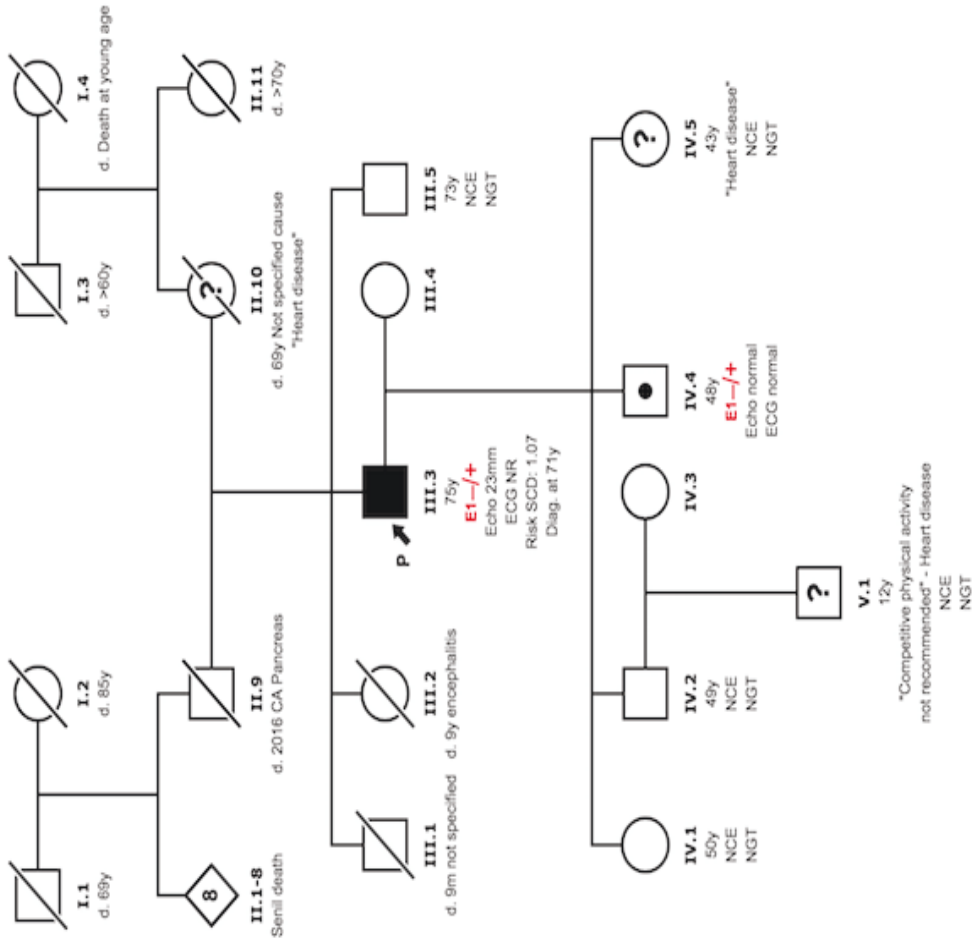 I.1
d. 69y
I.2
d. 85y
I.3
d. >60y
I.4
d. Death at young age
8
II.1-8
Senil death
II.9
d. 2016 CA Pancreas
?
II.10
d. 69y Not specified cause
"Heart disease"
II.11
d. >70y
III.1
d. 9m not specified
III.2
d. 9y encephalitis
P
III.3
75y
E1—/+
Echo 23mm
ECG NR
Risk SCD: 1.07
Diag. at 71y
III.4
III.5
73y
NCE
NGT
IV.1
50y
NCE
NGT
IV.2
49y
NCE
NGT
IV.3
IV.4
48y
E1—/+
Echo normal
ECG normal
?
IV.5
43y
"Heart disease"
NCE
NGT
?
V.1
12y
"Competitive physical activity
not recommended" - Heart disease
NCE
NGT